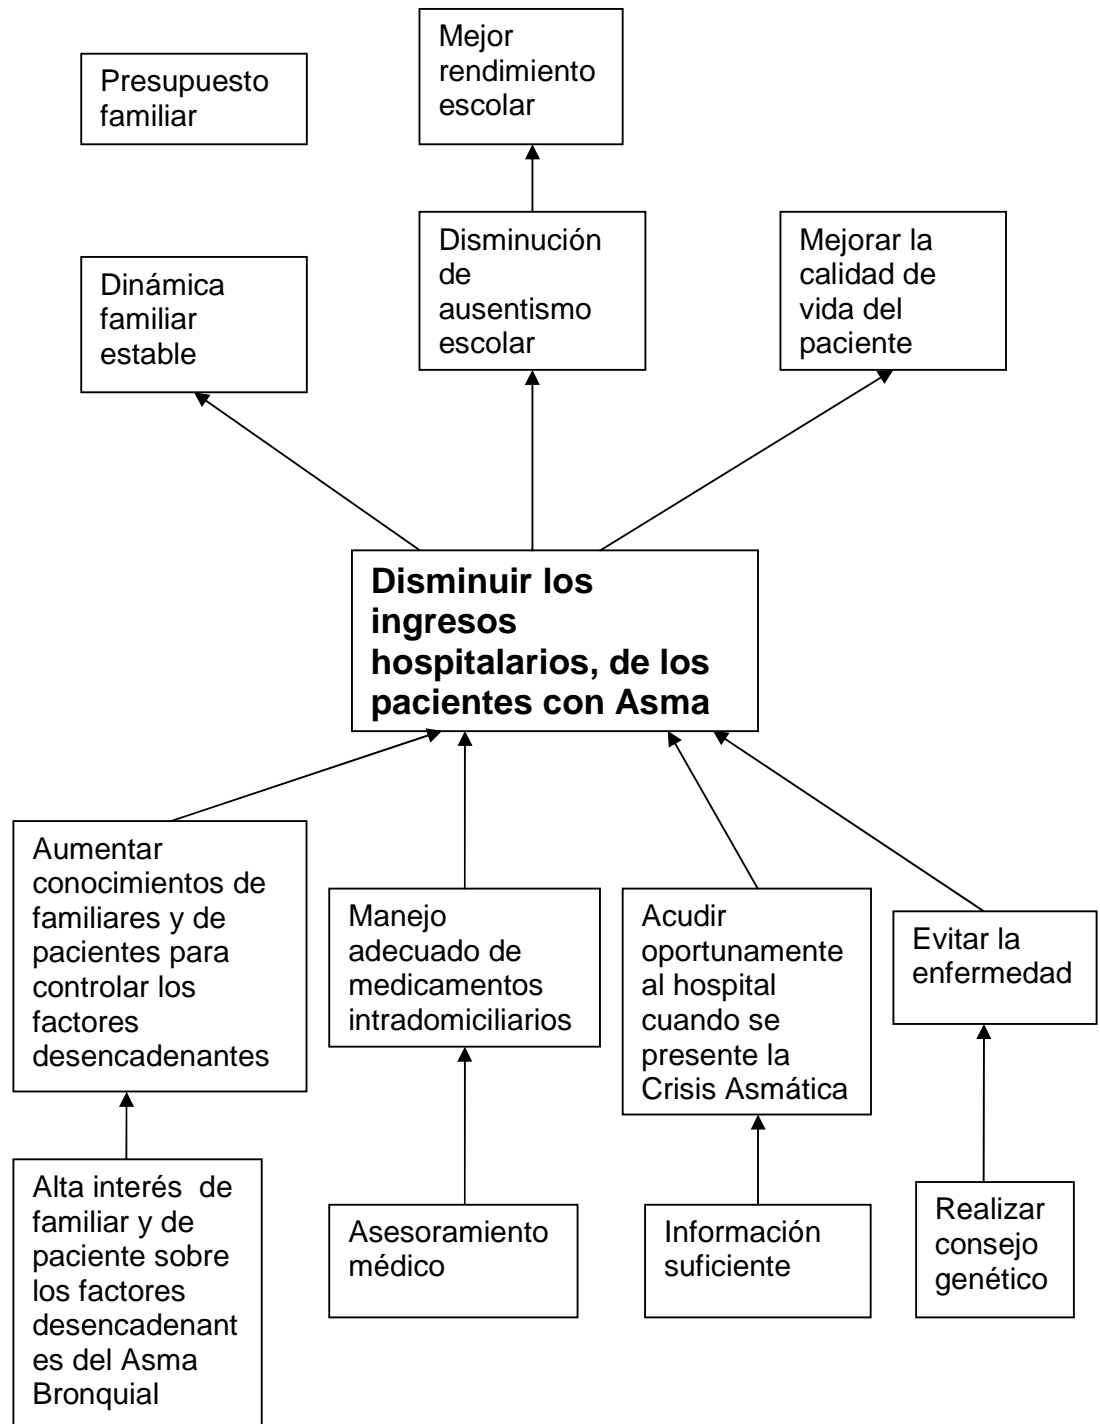 Presupuesto
familiar
Mejor
rendimiento
escolar
Dinámica
familiar
estable
Disminución
de
ausentismo
escolar
Mejorar la
calidad de
vida del
paciente
Disminuir los
ingresos
hospitalarios, de los
pacientes con Asma
Aumentar
conocimientos de
familiares y de
pacientes para
controlar los
factores
desencadenantes
Manejo
adecuado de
medicamentos
intradomiciliarios
Acudir
oportunamente
al hospital
cuando se
presente la
Crisis Asmática
Evitar la
enfermedad
Alta interés  de
familiar y de
paciente sobre
los factores
desencadenant
es del Asma
Bronquial
Asesoramiento
médico
Información
suficiente
Realizar
consejo
genético